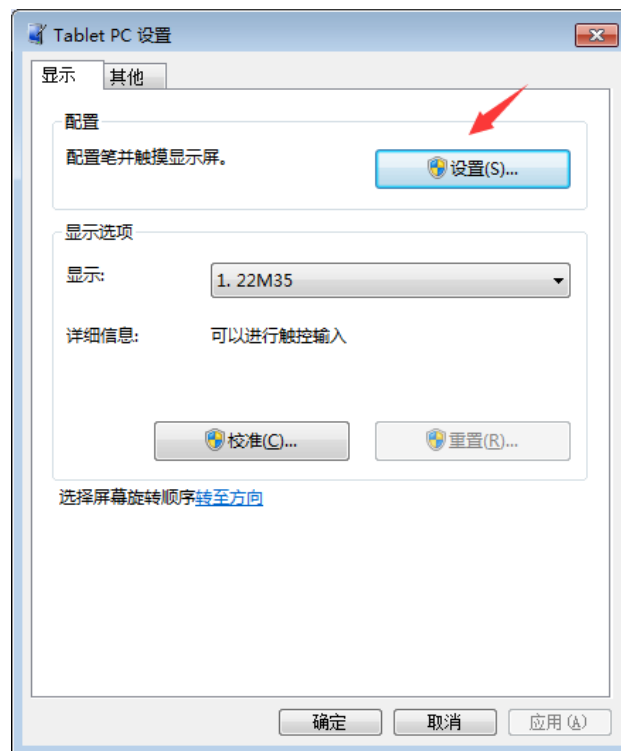 Tablet PC 设置
显示 其他
配置
配置笔并触摸显示屏。
设置(S)...
显示选项
显示: 1. 22M35
详细信息: 可以进行触控输入
校准(C)... 重置(R)...
选择屏幕旋转顺序转至方向
确定 取消 应用(A)